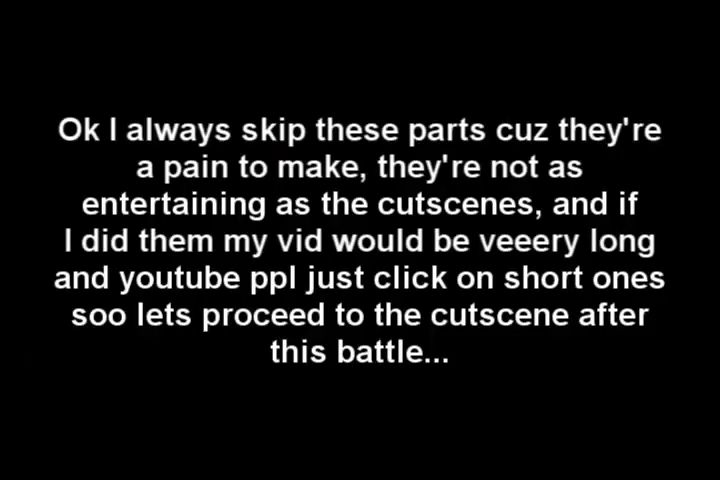 Ok I always skip these parts cuz they're
a pain to make, they're not as
entertaining as the cutscenes, and if
I did them my vid would be veeery long
and youtube ppl just click on short ones
soo lets proceed to the cutscene after
this battle...